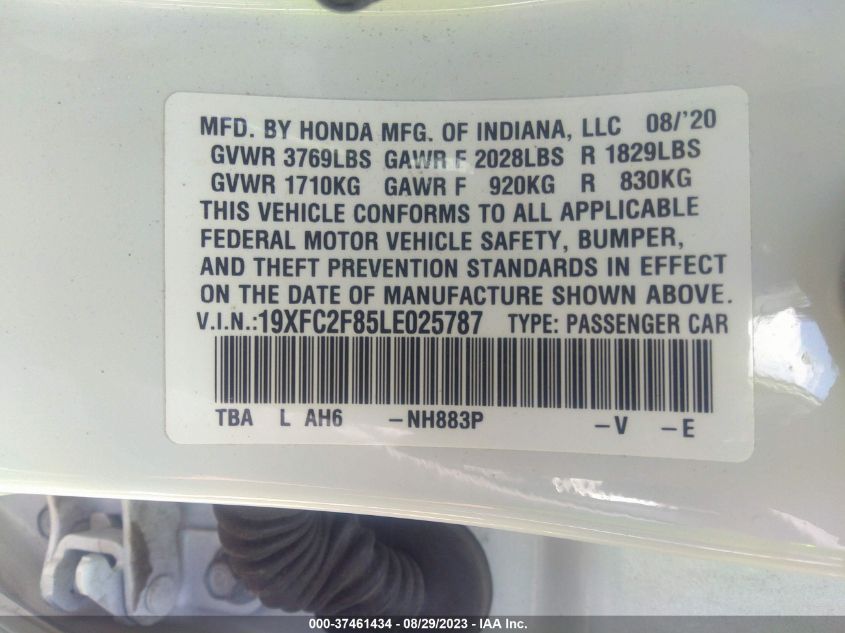 MFD. BY HONDA MFG. OF INDIANA, LLC 08/'20
GVWR 3769LBS GAWR F 2028LBS R 1829LBS
GVWR 1710KG GAWR F 920KG R 830KG
THIS VEHICLE CONFORMS TO ALL APPLICABLE
FEDERAL MOTOR VEHICLE SAFETY, BUMPER,
AND THEFT PREVENTION STANDARDS IN EFFECT
ON THE DATE OF MANUFACTURE SHOWN ABOVE.
V.I.N.:19XFC2F85LE025787 TYPE: PASSENGER CAR
TBA L AH6 –NH883P –V –E
000-37461434 / 08/29/2023 - © IAA Inc.